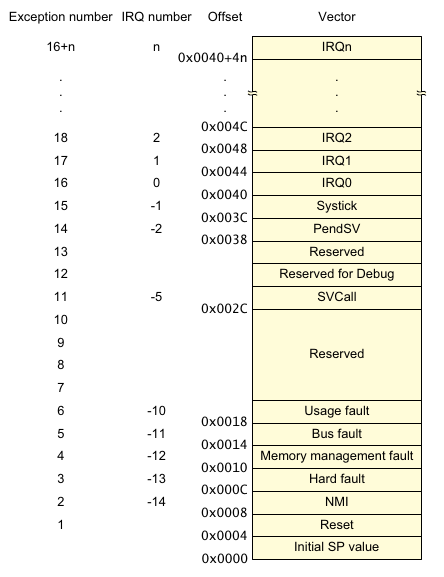 Exception number IRQ number Offset Vector
16+n n IRQn
0x0040+4n
. . .
. . .
. . .
0x004C
18 2 IRQ2
0x0048
17 1 IRQ1
0x0044
16 0 IRQ0
0x0040
15 -1 Systick
0x003C
14 -2 PendSV
0x0038
13 Reserved
12 Reserved for Debug
11 -5 SVCall
0x002C
10
9
Reserved
8
7
6 -10 Usage fault
0x0018
5 -11 Bus fault
0x0014
4 -12 Memory management fault
0x0010
3 -13 Hard fault
0x000C
2 -14 NMI
0x0008
1 Reset
0x0004
Initial SP value
0x0000